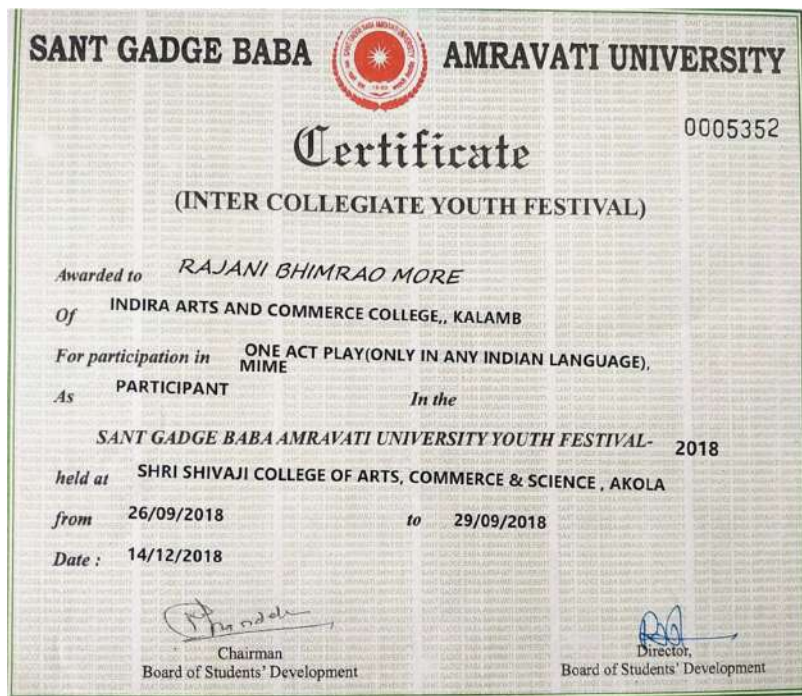 SANT GADGE BABA AMRAVATI UNIVERSITY
0005352
Certificate
(INTER COLLEGIATE YOUTH FESTIVAL)
Awarded to RAJANI BHIMRAO MORE
Of INDIRA ARTS AND COMMERCE COLLEGE,, KALAMB
For participation in ONE ACT PLAY(ONLY IN ANY INDIAN LANGUAGE),
MIME
As PARTICIPANT In the
SANT GADGE BABA AMRAVATI UNIVERSITY YOUTH FESTIVAL- 2018
held at SHRI SHIVAJI COLLEGE OF ARTS, COMMERCE & SCIENCE , AKOLA
from 26/09/2018 to 29/09/2018
Date : 14/12/2018
Chairman Director,
Board of Students' Development Board of Students' Development